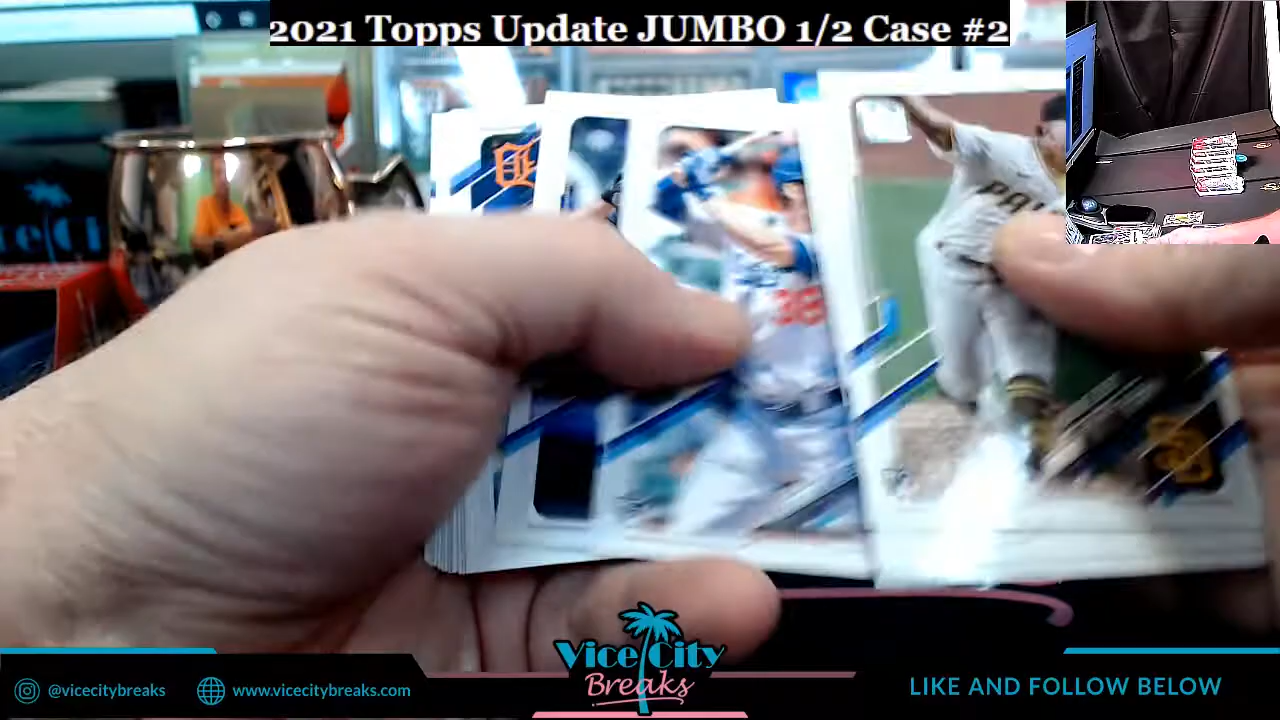 2021 Topps Update JUMBO 1/2 Case #2
38
Vice City
Breaks
@vicecitybreaks
www.vicecitybreaks.com
LIKE AND FOLLOW BELOW